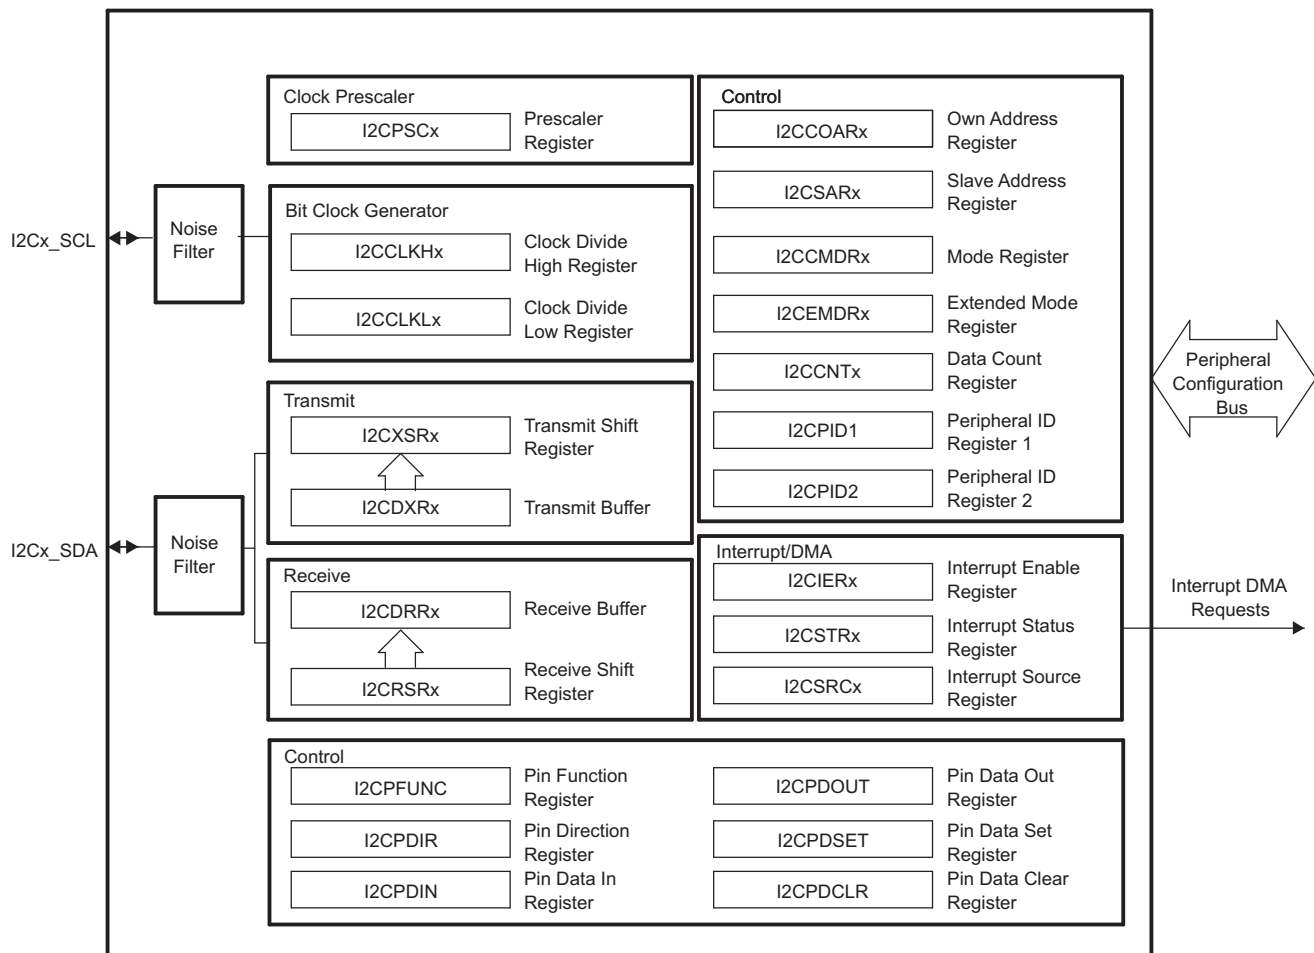 Clock Prescaler
I2CPSCx
Prescaler
Register
I2Cx_SCL
Noise
Filter
Bit Clock Generator
I2CCLKHx
Clock Divide
High Register
I2CCLKLx
Clock Divide
Low Register
Transmit
I2CXSRx
Transmit Shift
Register
I2CDXRx
Transmit Buffer
I2Cx_SDA
Noise
Filter
Receive
I2CDRRx
Receive Buffer
I2CRSRx
Receive Shift
Register
Control
I2CCOARx
Own Address
Register
I2CSARx
Slave Address
Register
I2CCMDRx
Mode Register
I2CEMDRx
Extended Mode
Register
I2CCNTx
Data Count
Register
I2CPID1
Peripheral ID
Register 1
I2CPID2
Peripheral ID
Register 2
Peripheral
Configuration
Bus
Interrupt/DMA
I2CIERx
Interrupt Enable
Register
I2CSTRx
Interrupt Status
Register
I2CSRCx
Interrupt Source
Register
Interrupt DMA
Requests
Control
I2CPFUNC
Pin Function
Register
I2CPDIR
Pin Direction
Register
I2CPDIN
Pin Data In
Register
I2CPDOUT
Pin Data Out
Register
I2CPDSET
Pin Data Set
Register
I2CPDCLR
Pin Data Clear
Register